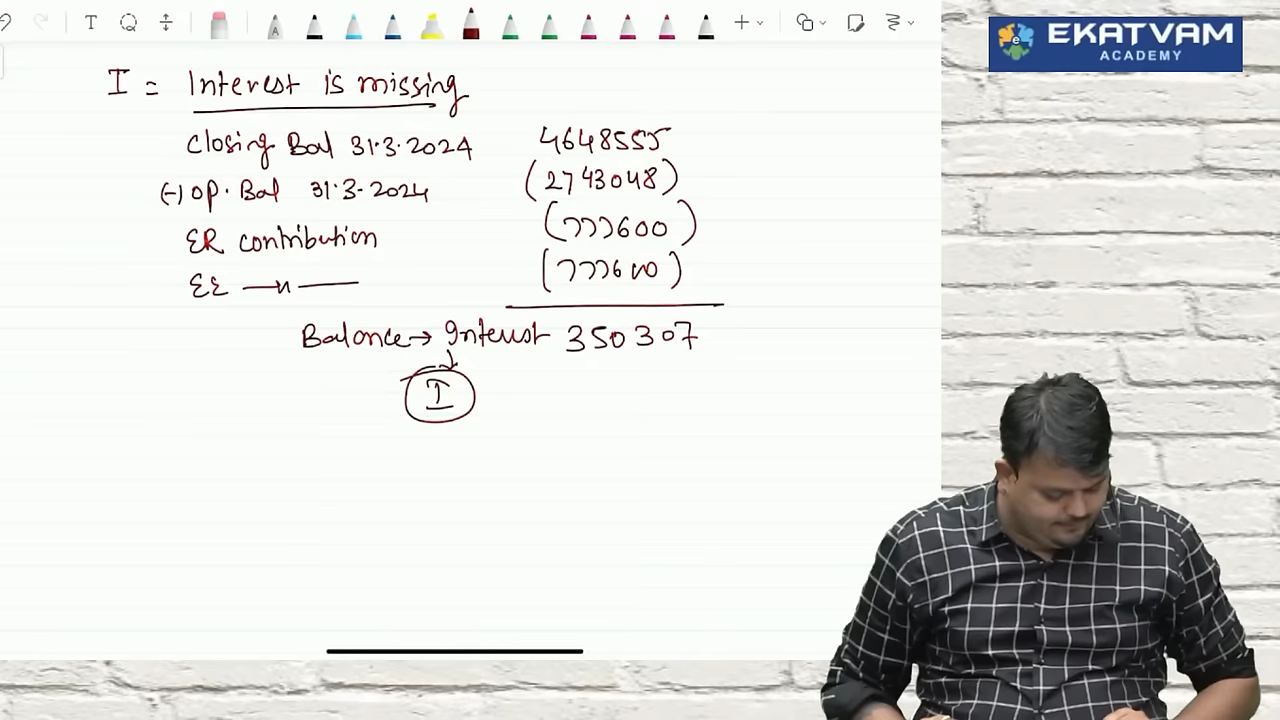 EKATVAM
ACADEMY
I = Interest is missing
Closing Bal 31.3.2024 4648555
(-) OP. Bal 31.3.2024 (2743048)
ER contribution (777600)
EE —〃— (777600)
Balance → Interest 350307
I